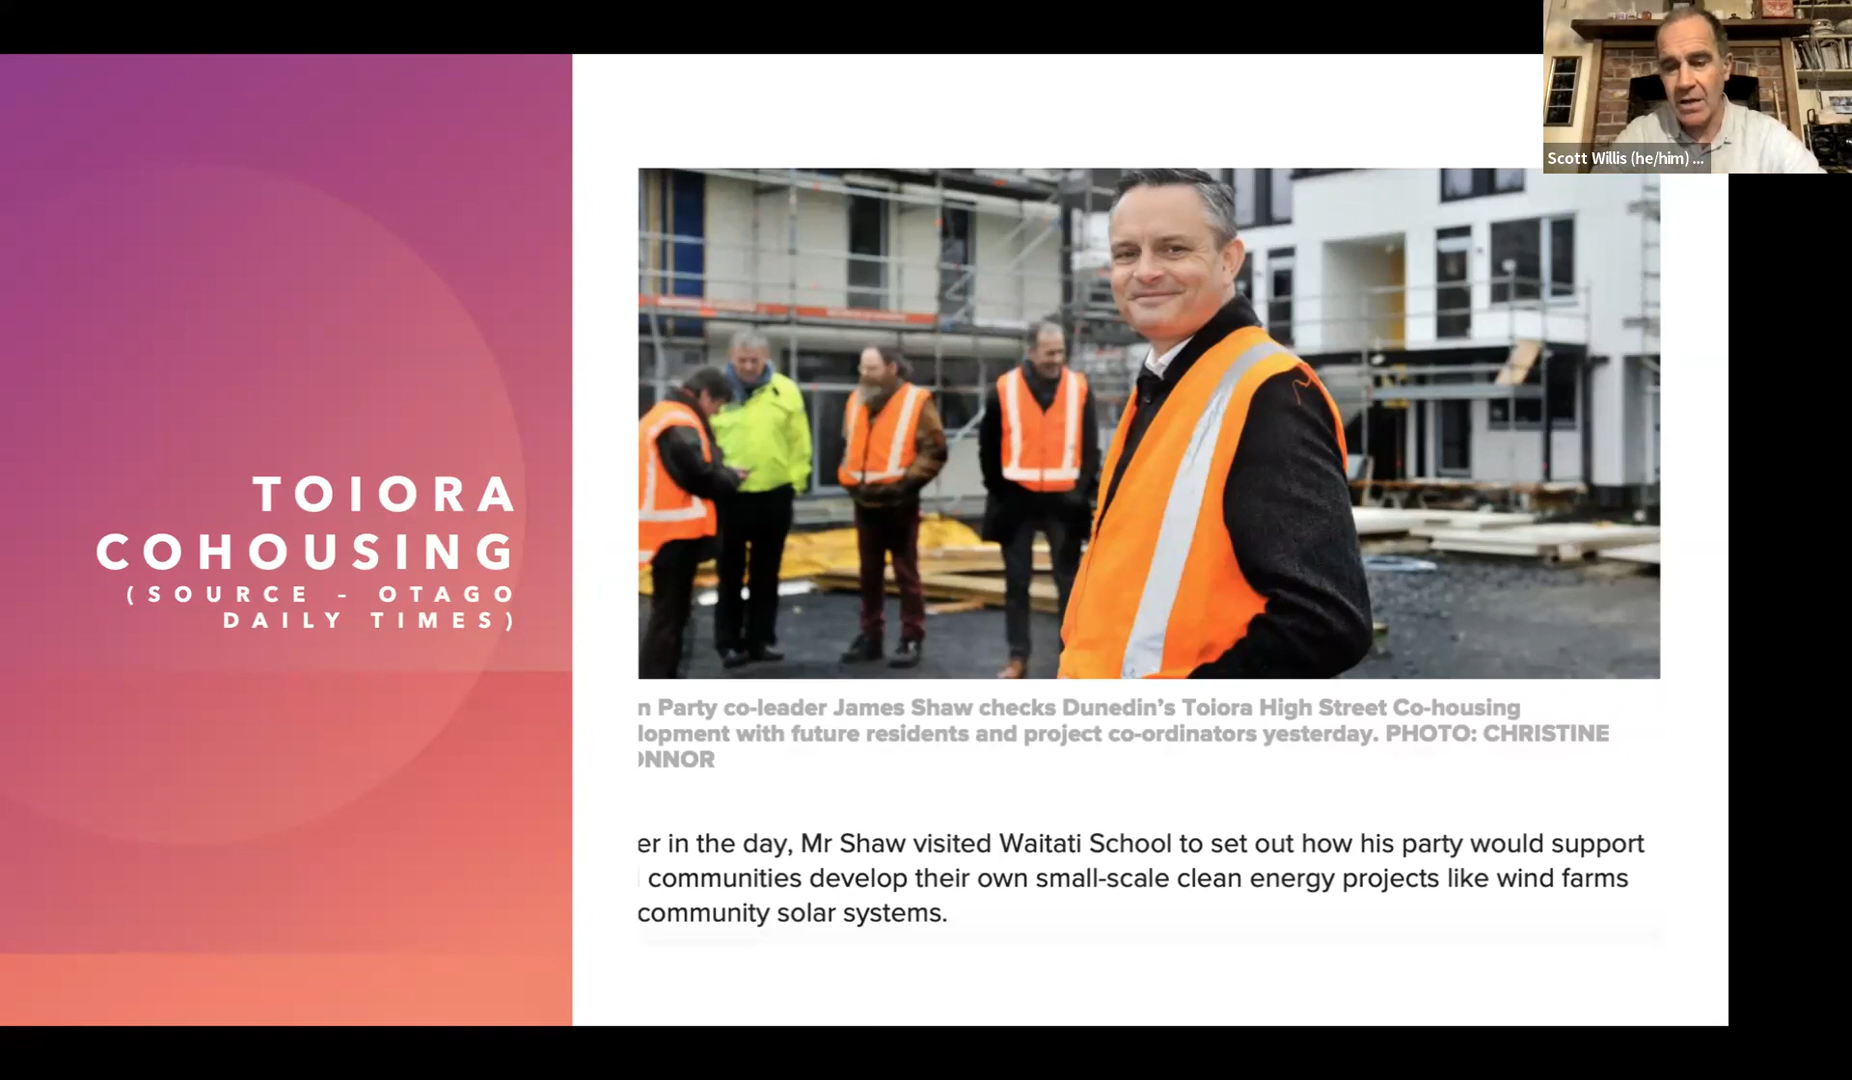 Scott Willis (he/him) ...
TOIORA
COHOUSING
(SOURCE - OTAGO
DAILY TIMES)
n Party co-leader James Shaw checks Dunedin's Toiora High Street Co-housing
lopment with future residents and project co-ordinators yesterday. PHOTO: CHRISTINE
ONNOR
er in the day, Mr Shaw visited Waitati School to set out how his party would support
communities develop their own small-scale clean energy projects like wind farms
community solar systems.